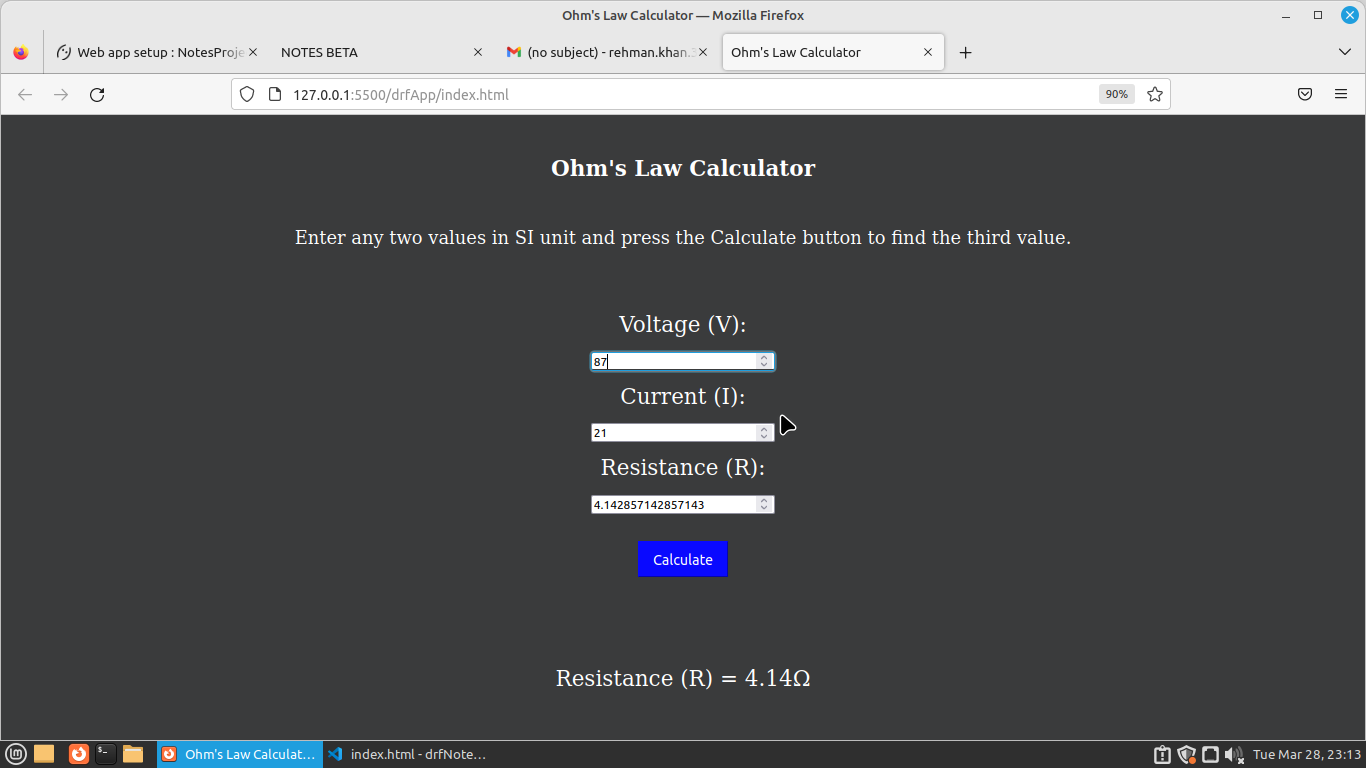 Ohm's Law Calculator — Mozilla Firefox
Web app setup : NotesProje
NOTES BETA
(no subject) - rehman.khan.
Ohm's Law Calculator
127.0.0.1:5500/drfApp/index.html
90%
Ohm's Law Calculator
Enter any two values in SI unit and press the Calculate button to find the third value.
Voltage (V):
87
Current (I):
21
Resistance (R):
4.142857142857143
Calculate
Resistance (R) = 4.14Ω
Ohm's Law Calculat...
index.html - drfNote...
Tue Mar 28, 23:13